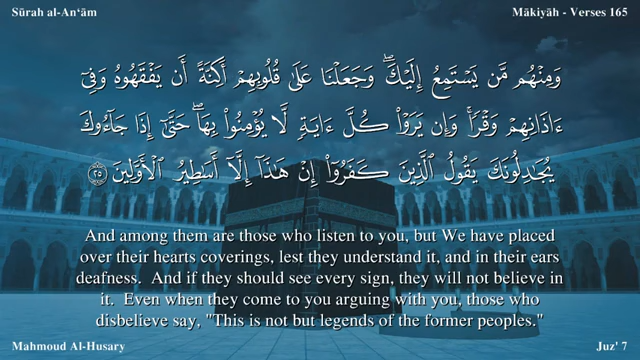 Sūrah al-An‘ām
Mākiyāh - Verses 165
وَمِنْهُم مَّن يَسْتَمِعُ إِلَيْكَ ۖ وَجَعَلْنَا عَلَىٰ قُلُوبِهِمْ أَكِنَّةً أَن يَفْقَهُوهُ وَفِىٓ
ءَاذَانِهِمْ وَقْرًا ۚ وَإِن يَرَوْا۟ كُلَّ ءَايَةٍ لَّا يُؤْمِنُوا۟ بِهَا ۖ حَتَّىٰٓ إِذَا جَآءُوكَ
يُجَـٰدِلُونَكَ يَقُولُ ٱلَّذِينَ كَفَرُوٓا۟ إِنْ هَـٰذَآ إِلَّآ أَسَـٰطِيرُ ٱلْأَوَّلِينَ ٢٥
And among them are those who listen to you, but We have placed
over their hearts coverings, lest they understand it, and in their ears
deafness.  And if they should see every sign, they will not believe in
it.  Even when they come to you arguing with you, those who
disbelieve say, "This is not but legends of the former peoples."
Mahmoud Al-Husary
Juz' 7